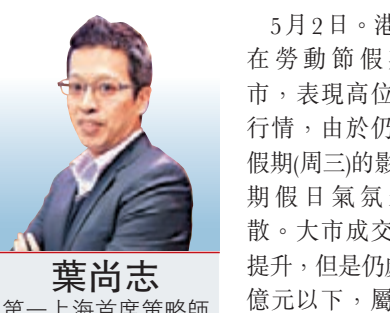 葉尚志
第一上海首席策略師
5月2日。港
在勞動節假
市，表現高位
行情，由於仍
假期(周三)的影
期假日氣氛
散。大市成交
提升，但是仍處
億元以下，屬